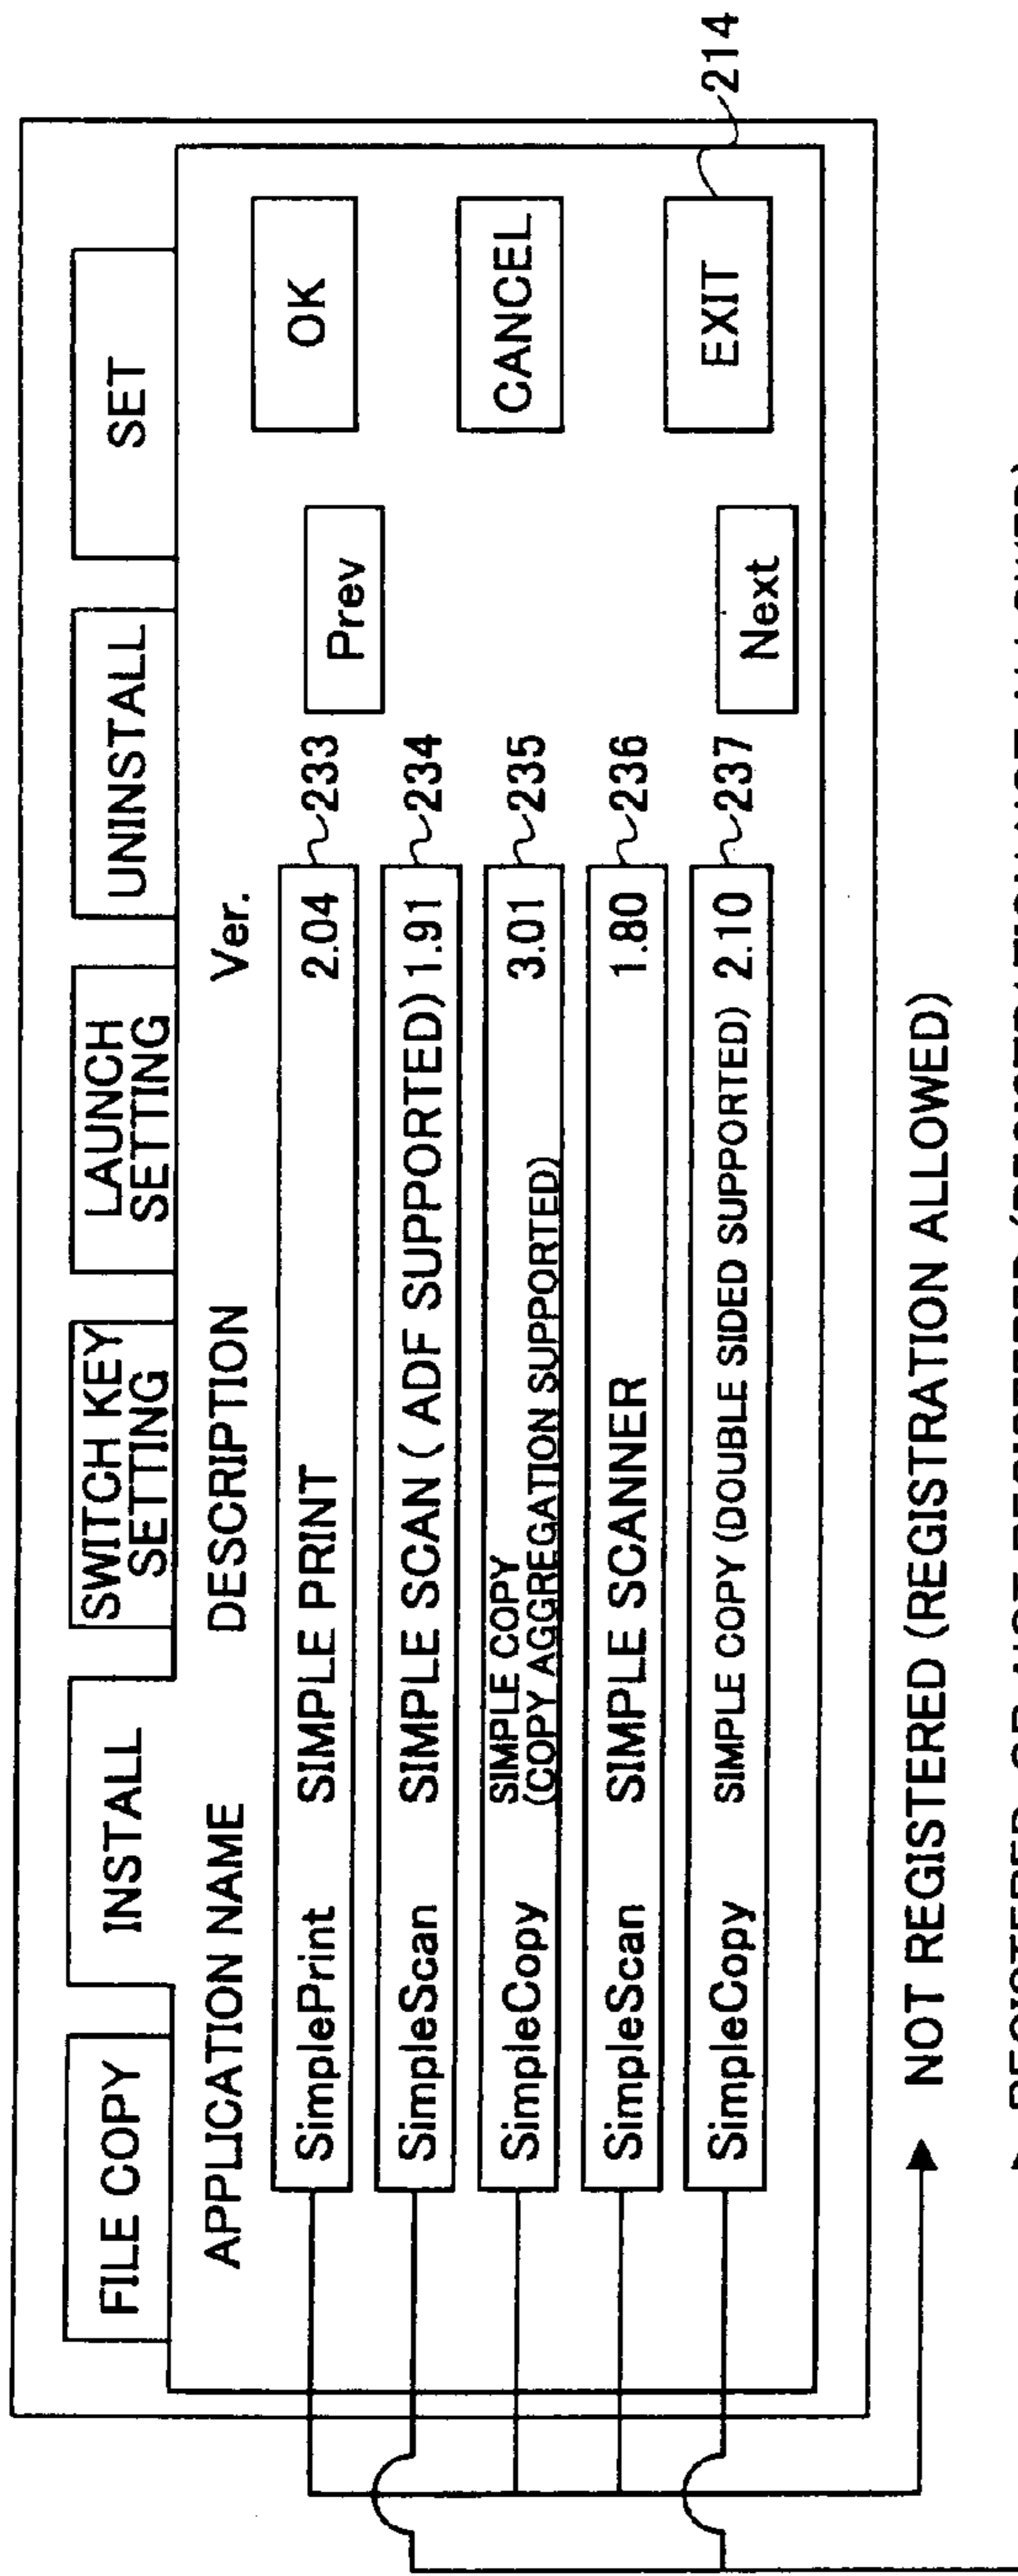 FILE COPY
INSTALL
SWITCH KEY
SETTING
LAUNCH
SETTING
UNINSTALL
SET
APPLICATION NAME DESCRIPTION Ver.
SimplePrint SIMPLE PRINT 2.04 233
SimpleScan SIMPLE SCAN ( ADF SUPPORTED) 1.91 234
SimpleCopy SIMPLE COPY
(COPY AGGREGATION SUPPORTED) 3.01 235
SimpleScan SIMPLE SCANNER 1.80 236
SimpleCopy SIMPLE COPY (DOUBLE SIDED SUPPORTED) 2.10 237
Prev
Next
OK
CANCEL
EXIT
214
NOT REGISTERED (REGISTRATION ALLOWED)